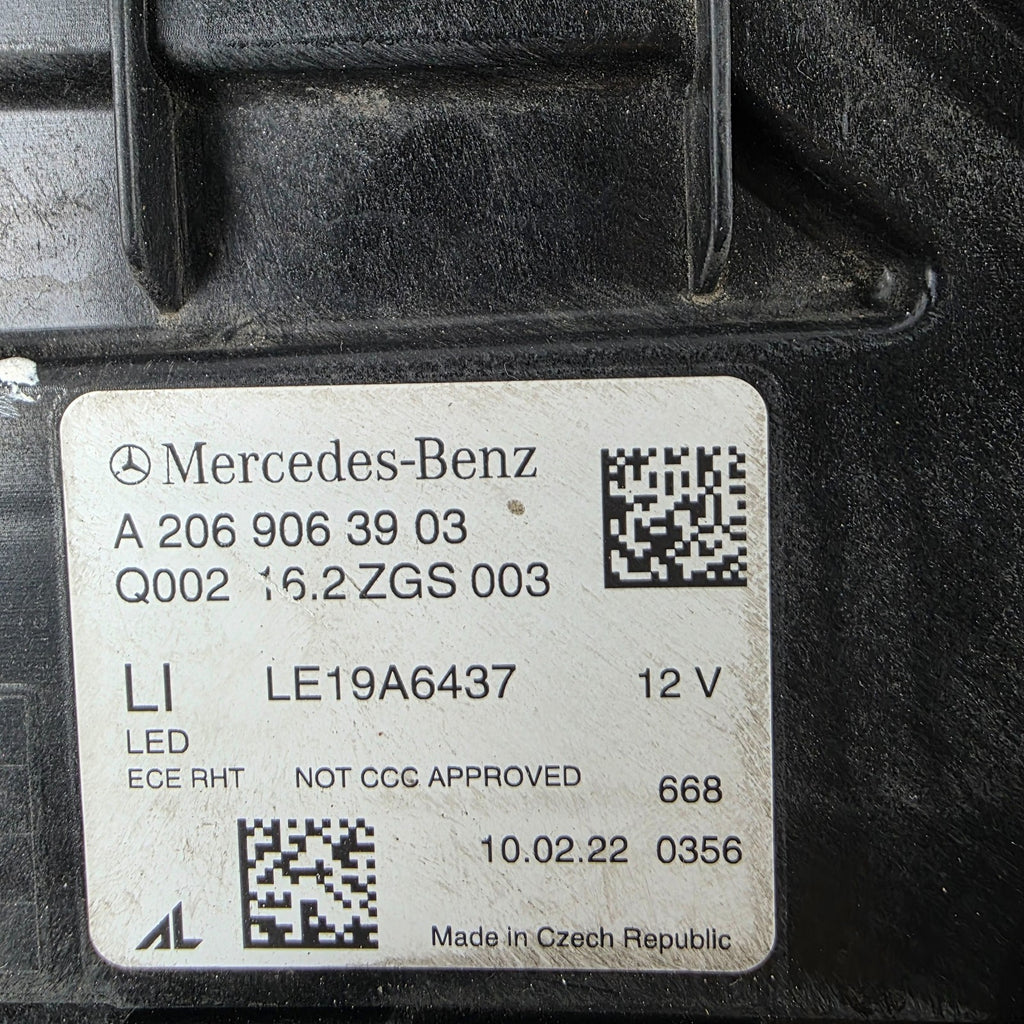 Mercedes-Benz
A 206 906 39 03
Q002 16.2 ZGS 003
LI LE19A6437 12 V
LED
ECE RHT NOT CCC APPROVED
668
10.02.22 0356
AL
Made in Czech Republic